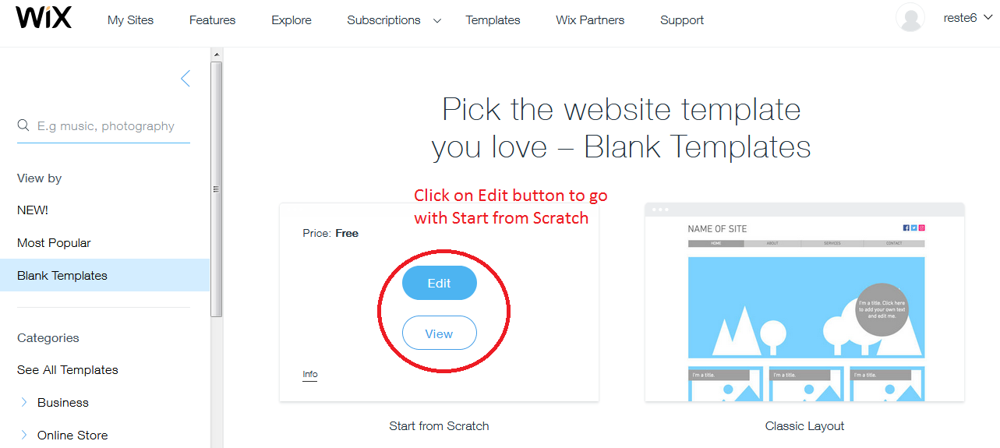 WiX
My Sites
Features
Explore
Subscriptions
Templates
Wix Partners
Support
reste6
E.g music, photography
View by
NEW!
Most Popular
Blank Templates
Categories
See All Templates
Business
Online Store
Pick the website template
you love – Blank Templates
Click on Edit button to go
with Start from Scratch
Price: Free
Edit
View
Info
Start from Scratch
NAME OF SITE
HOME
ABOUT
SERVICES
CONTACT
I'm a title. Click here
to add your own text
and edit me.
I'm a title.
I'm a title.
I'm a title.
Classic Layout